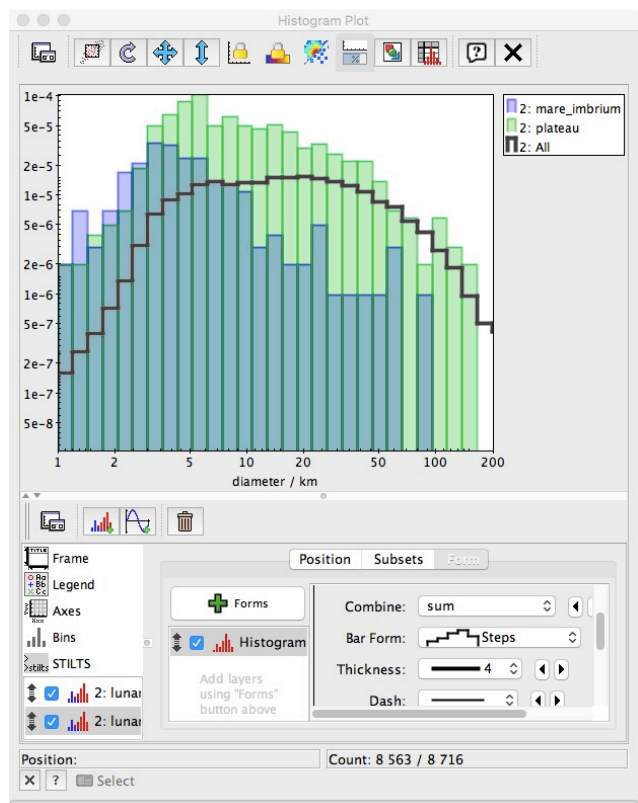 Histogram Plot
1e-4
5e-5
2e-5
1e-5
5e-6
2e-6
1e-6
5e-7
2e-7
1e-7
5e-8
1 2 5 10 20 50 100 200
diameter / km
2: mare_imbrium
2: plateau
2: All
Frame
Legend
Axes
Bins
STILTS
2: lunar
2: lunar
Position Subsets Form
Forms
Histogram
Add layers
using "Forms"
button above
Combine: sum
Bar Form: Steps
Thickness: 4
Dash:
Position:
Count: 8 563 / 8 716
Select